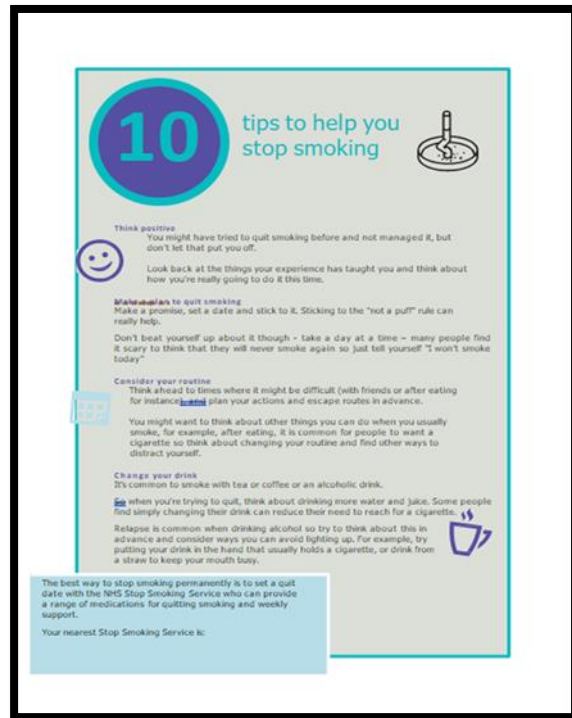 10
tips to help you
stop smoking
Think positive
You might have tried to quit smoking before and not managed it, but
don't let that put you off.
Look back at the things your experience has taught you and think about
how you're really going to do it this time.
Make a plan to quit smoking
Make a promise, set a date and stick to it. Sticking to the "not a puff" rule can
really help.
Don't beat yourself up about it though – take a day at a time – many people find
it scary to think that they will never smoke again so just tell yourself "I won't smoke
today"
Consider your routine
Think ahead to times where it might be difficult (with friends or after eating
for instance), and plan your actions and escape routes in advance.
You might want to think about other things you can do when you usually
smoke, for example, after eating, it is common for people to want a
cigarette so think about changing your routine and find other ways to
distract yourself.
Change your drink
It's common to smoke with tea or coffee or an alcoholic drink.
So when you're trying to quit, think about drinking more water and juice. Some people
find simply changing their drink can reduce their need to reach for a cigarette.
Relapse is common when drinking alcohol so try to think about this in
advance and consider ways you can avoid lighting up. For example, try
putting your drink in the hand that usually holds a cigarette, or drink from
a straw to keep your mouth busy.
The best way to stop smoking permanently is to set a quit
date with the NHS Stop Smoking Service who can provide
a range of medications for quitting smoking and weekly
support.
Your nearest Stop Smoking Service is: